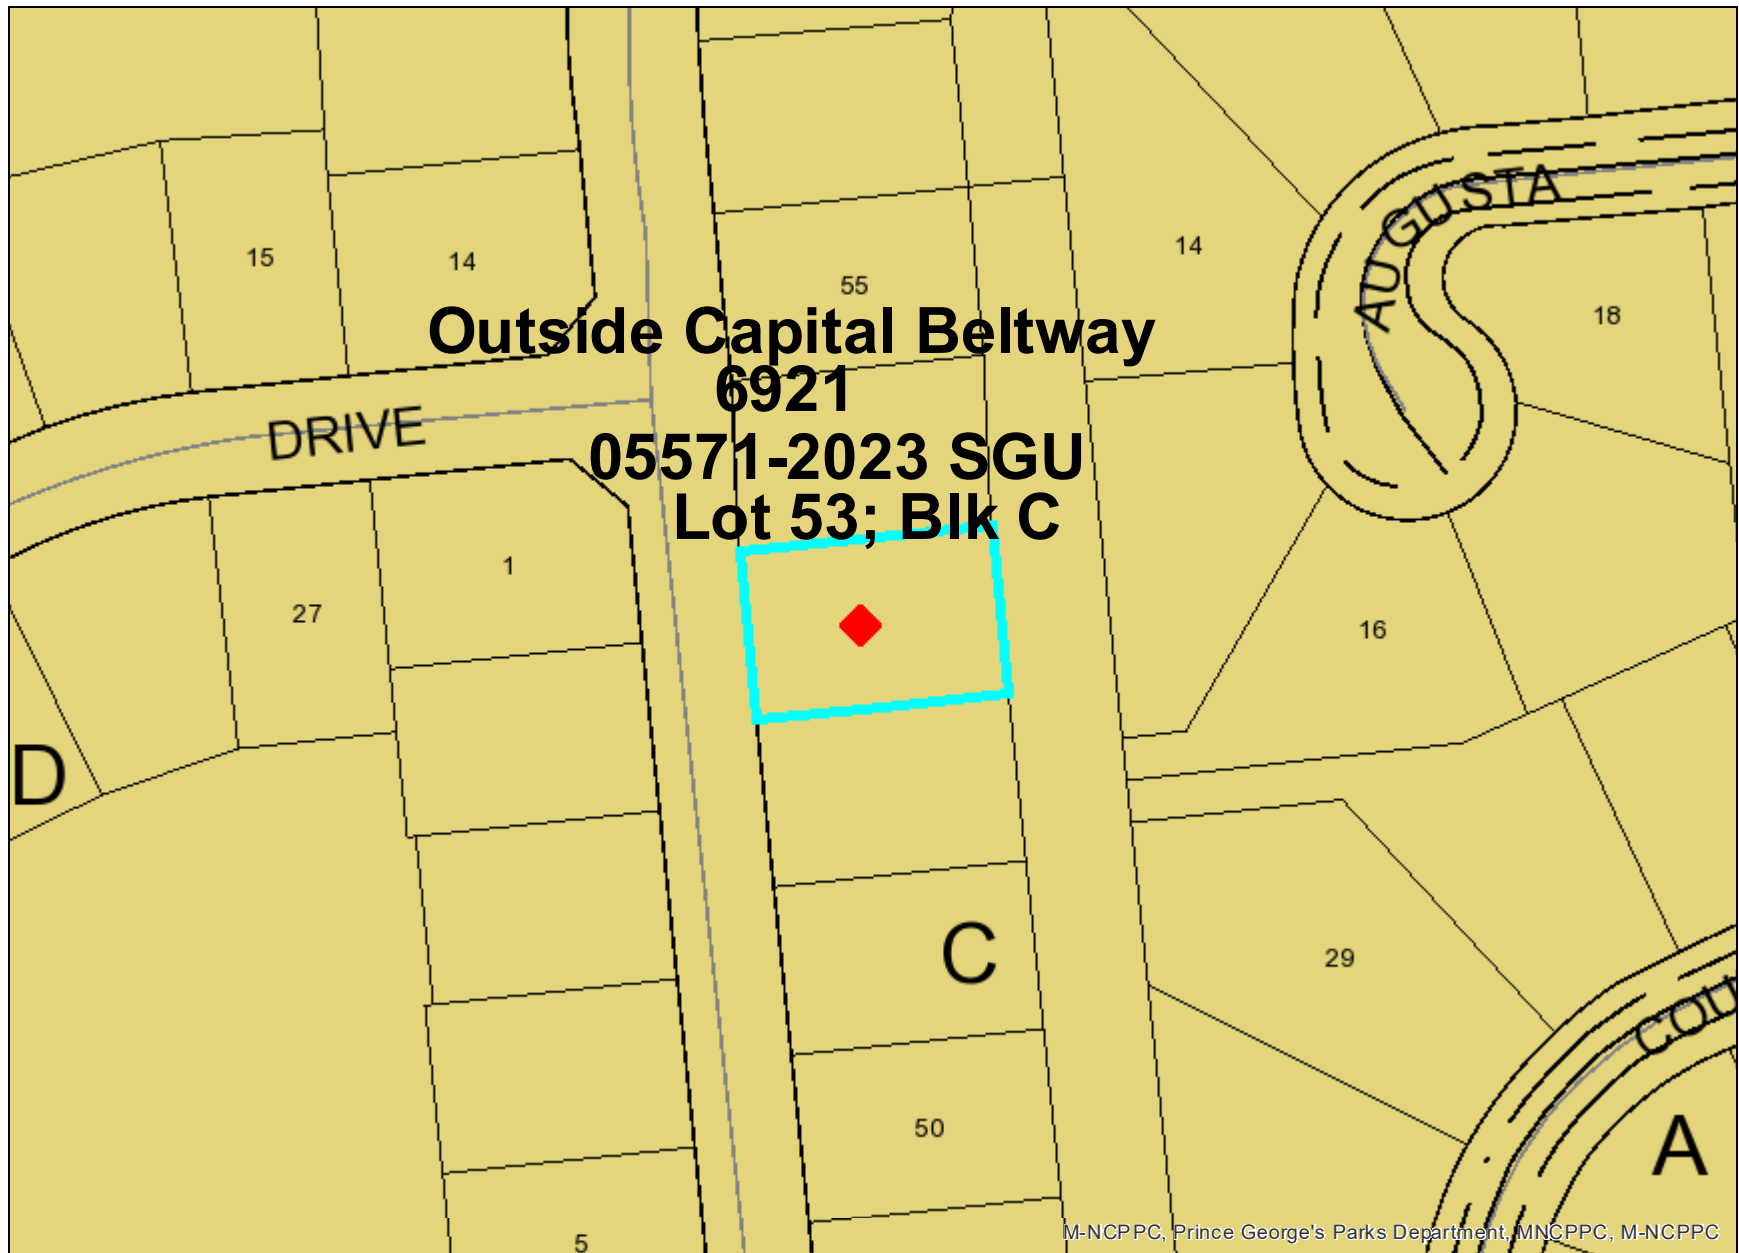 AUGUSTA
15
14
14
55
18
Outside Capital Beltway
6921
DRIVE
05571-2023 SGU
Lot 53; Blk C
1
27
16
D
C
29
COU
50
A
5
M-NCPPC, Prince George's Parks Department, MNCPPC, M-NCPPC